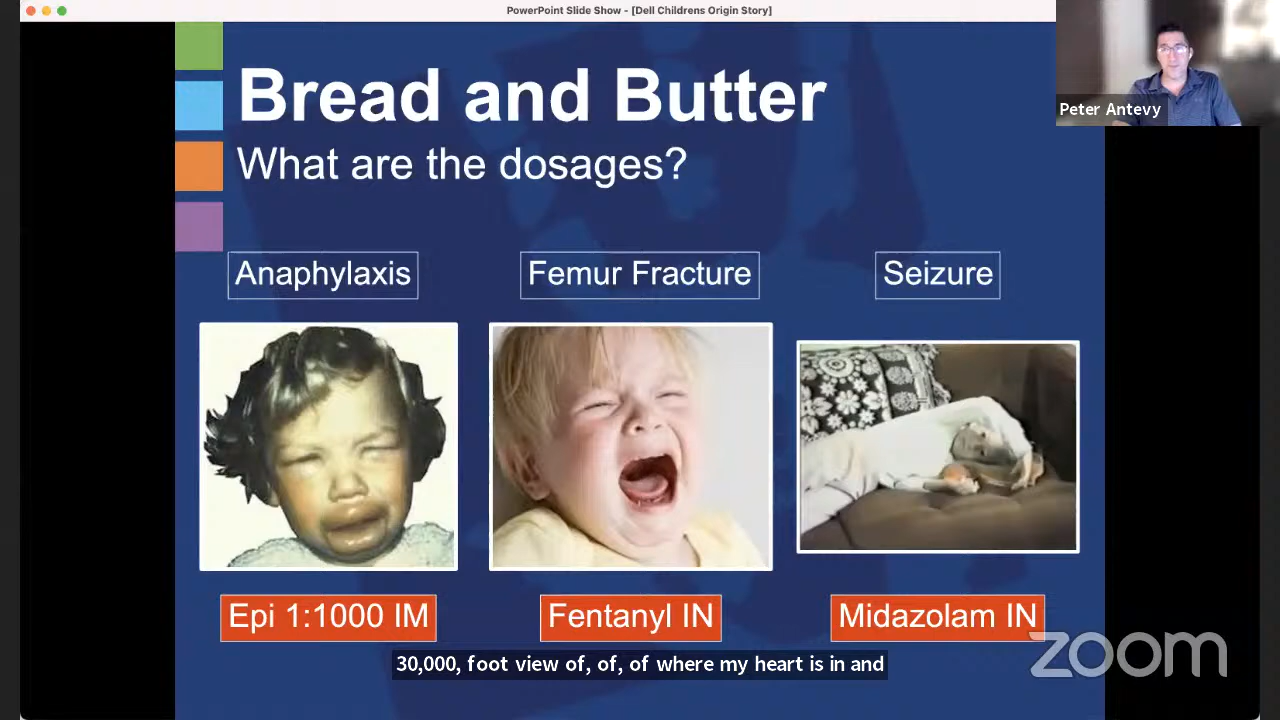 PowerPoint Slide Show - [Dell Childrens Origin Story]
Peter Antevy
Bread and Butter
What are the dosages?
Anaphylaxis
Femur Fracture
Seizure
Epi 1:1000 IM
Fentanyl IN
Midazolam IN
30,000, foot view of, of, of where my heart is in and
zoom